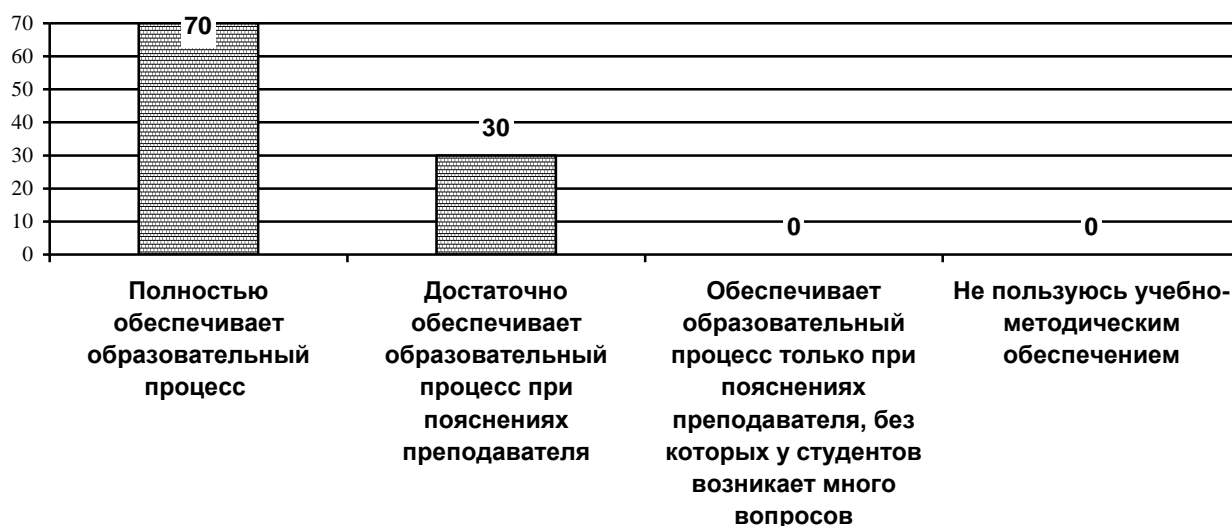 70
60
50
40
30
20
10
0
70
30
0
0
Полностью
обеспечивает
образовательный
процесс
Достаточно
обеспечивает
образовательный
процесс при
пояснениях
преподавателя
Обеспечивает
образовательный
процесс только при
пояснениях
преподавателя, без
которых у студентов
возникает много
вопросов
Не пользуюсь учебно-
методическим
обеспечением